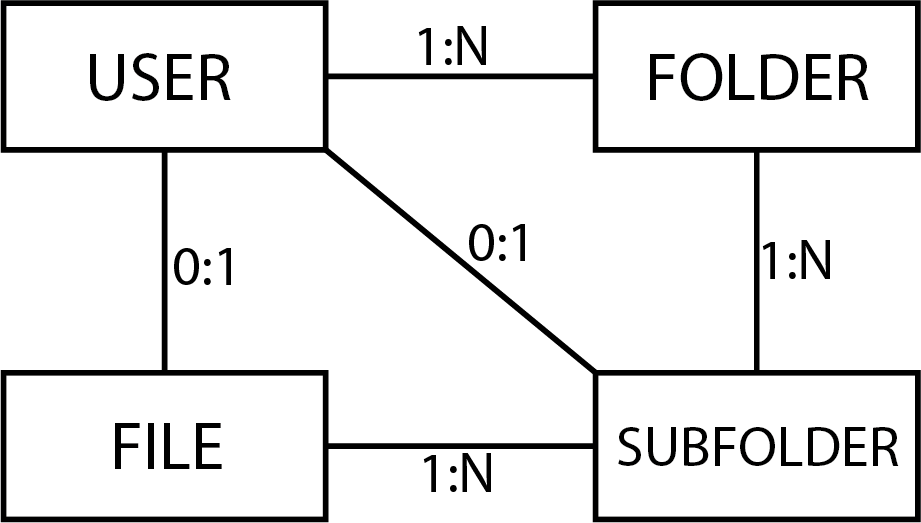 USER
1:N
FOLDER
0:1
0:1
1:N
FILE
1:N
SUBFOLDER